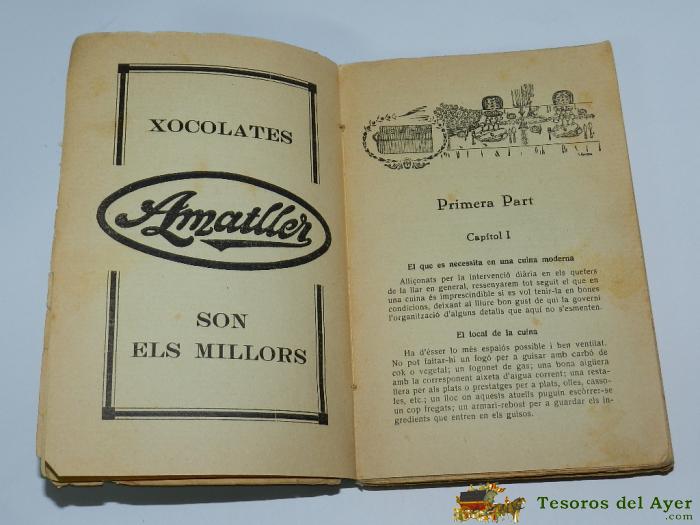 XOCOLATES
Amatller
SON
ELS MILLORS
Primera Part
Capítol I
El que es necessita en una cuina moderna
Alliçonats per la intervenció diària en els quefers
de la llar en general, ressenyarem tot seguit el que en
una cuina és imprescindible si es vol tenir-la en bones
condicions, deixant al lliure bon gust de qui la governi
l'organització d'alguns detalls que aquí no s'esmenten.
El local de la cuina
Ha d'ésser lo mès espaiós possible i ben ventilat.
No pot faltar-hi un fogó per a guisar amb carbó de
cok o vegetal; un fogonet de gas; una bona aigüera
amb la corresponent aixeta d'aigua corrent; una resta-
llera per als plats o prestatges per a plats, olles, casso-
les, etc.; un lloc on aquests atuells puguin escórrer-se
un cop fregats; un armari-rebost per a guardar els in-
gredients que entren en els guisos.
Tesoros del Ayer
.com